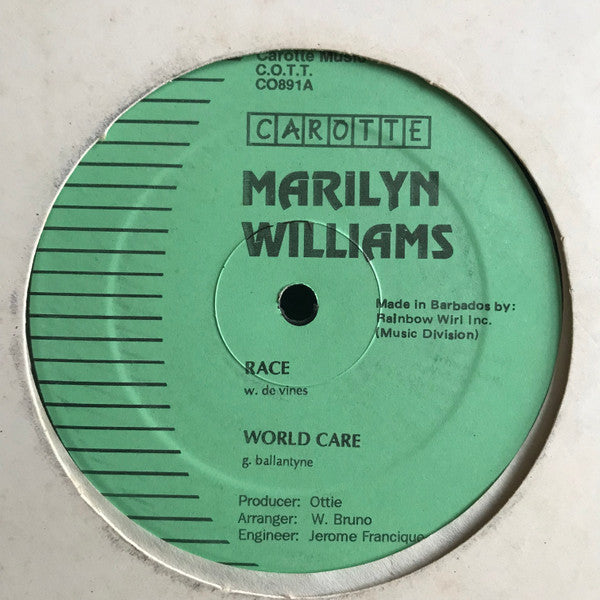 Carotte Music
C.O.T.T.
CO891A
CAROTTE
MARILYN
WILLIAMS
Made in Barbados by:
Rainbow Wirl Inc.
(Music Division)
RACE
w. de vines
WORLD CARE
g. ballantyne
Producer: Ottie
Arranger: W. Bruno
Engineer: Jerome Francique